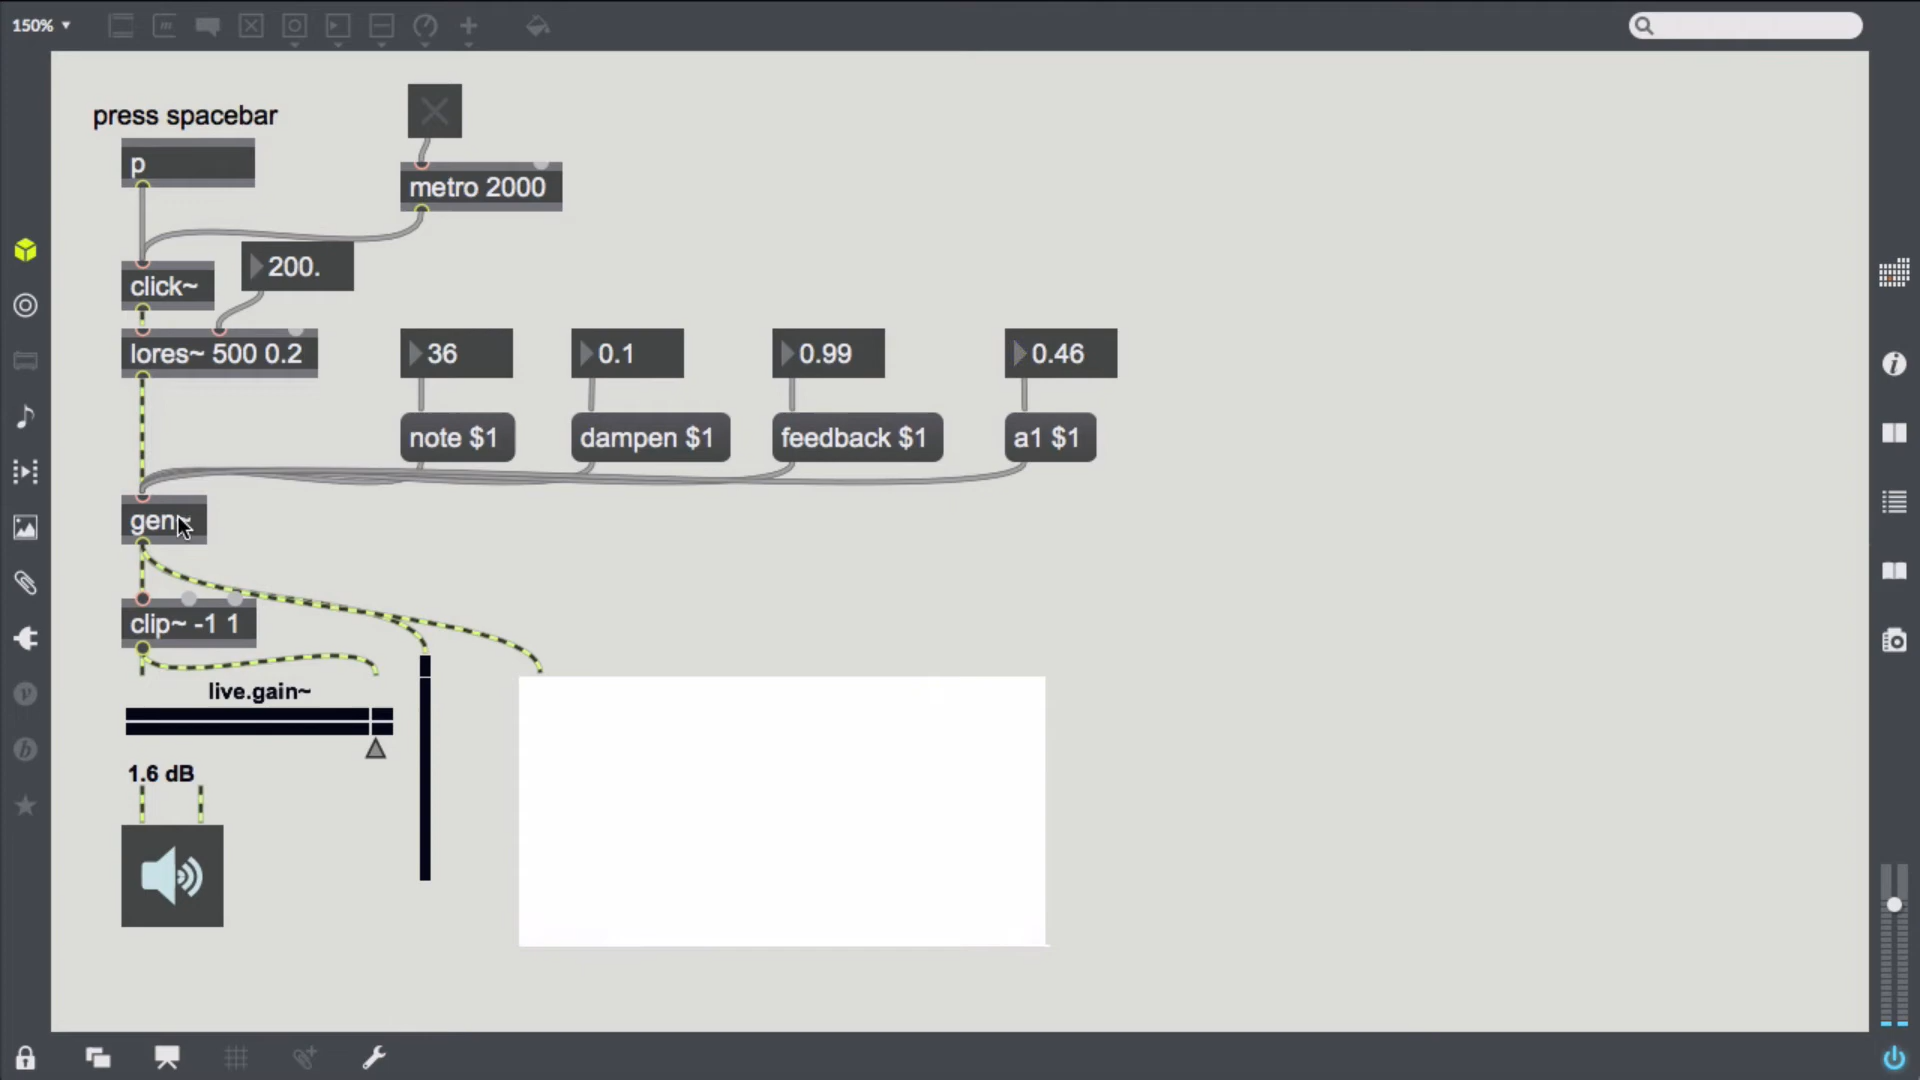 150%
press spacebar
p
metro 2000
click~
200.
lores~ 500 0.2
36
0.1
0.99
0.46
note $1
dampen $1
feedback $1
a1 $1
gen~
clip~ -1 1
live.gain~
1.6 dB